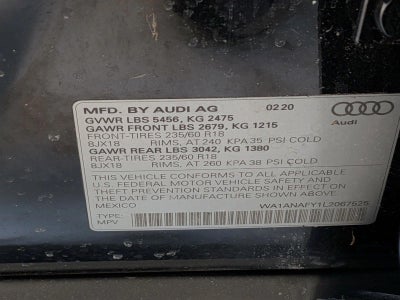 MFD. BY AUDI AG 02.20
GVWR LBS 5456, KG 2475
GAWR FRONT LBS 2679, KG 1215
FRONT-TIRES 235/60 R18
8JX18 RIMS, AT 240 KPA 35 PSI COLD
GAWR REAR LBS 3042, KG 1380
REAR-TIRES 235/60 R18
8JX18 RIMS, AT 260 KPA 38 PSI COLD
THIS VEHICLE CONFORMS TO ALL APPLICABLE
U.S. FEDERAL MOTOR VEHICLE SAFETY AND
THEFT PREVENTION STANDARDS IN EFFECT ON
THE DATE OF MANUFACTURE SHOWN ABOVE.
MEXICO
TYPE: WA1ANAFY1L2067525
MPV
Audi